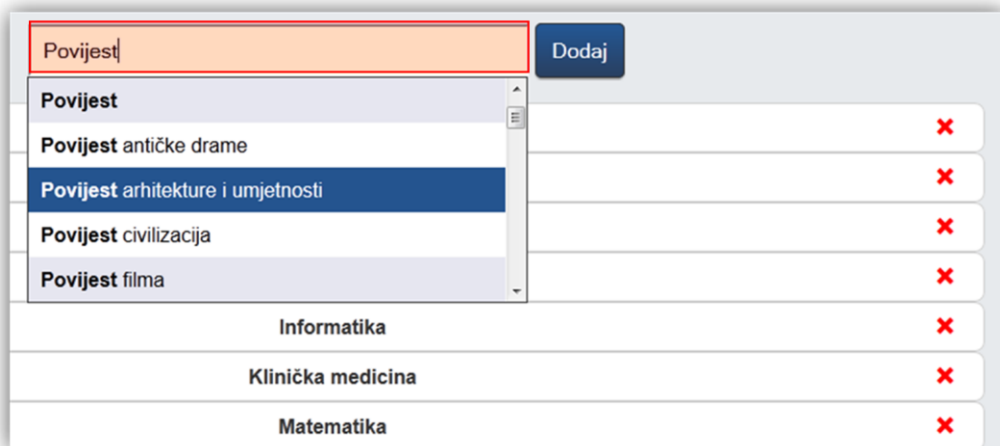 Povijest
Dodaj
Povijest
Povijest antičke drame
Povijest arhitekture i umjetnosti
Povijest civilizacija
Povijest filma
Informatika
Klinička medicina
Matematika